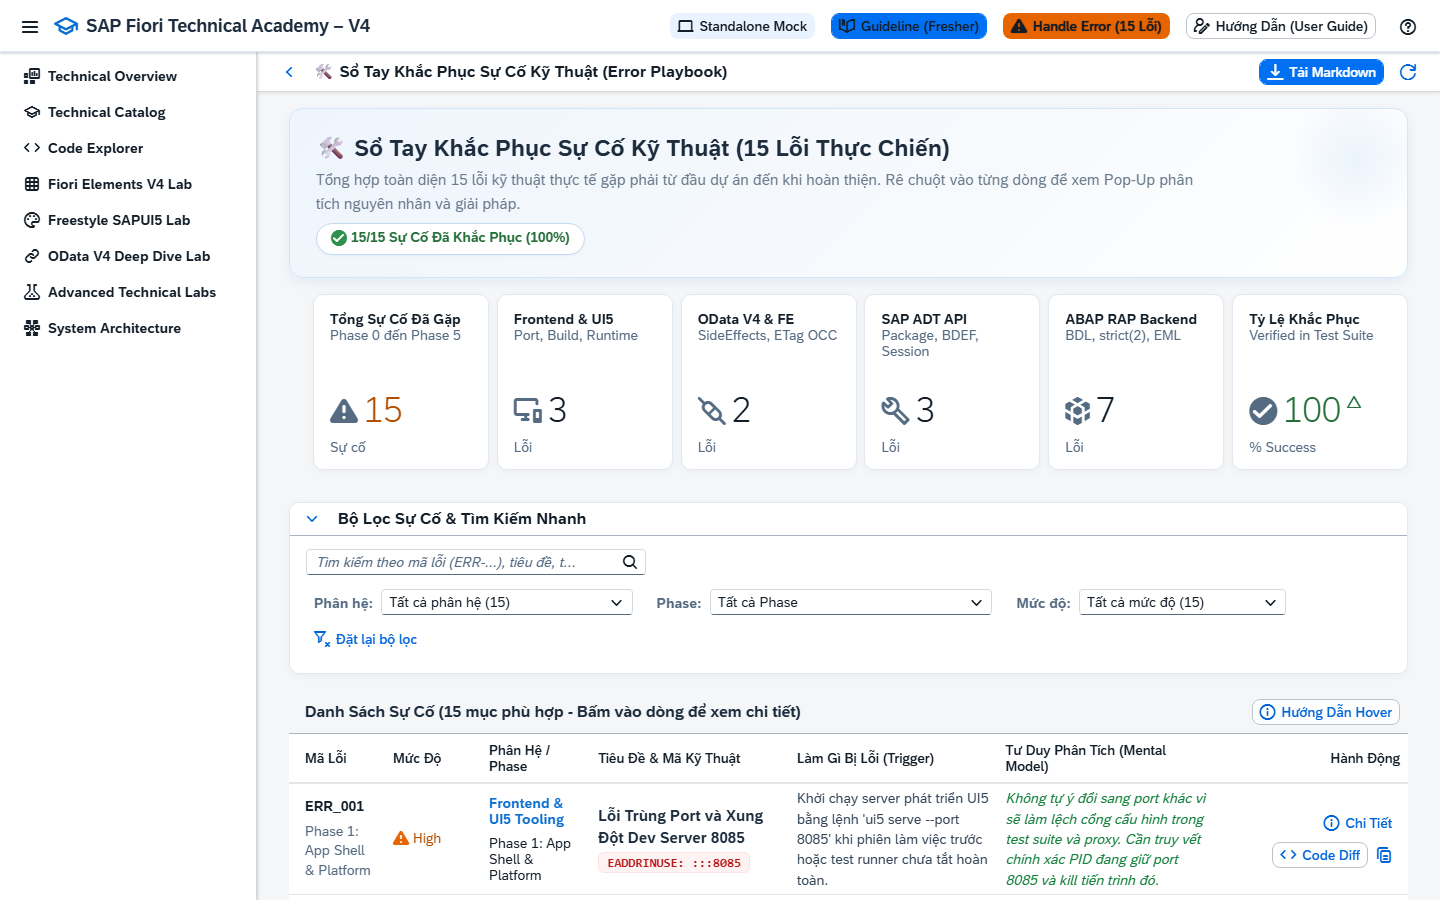 SAP Fiori Technical Academy – V4
Standalone Mock
Guideline (Fresher)
Handle Error (15 Lỗi)
Hướng Dẫn (User Guide)
Technical Overview
Technical Catalog
Code Explorer
Fiori Elements V4 Lab
Freestyle SAPUI5 Lab
OData V4 Deep Dive Lab
Advanced Technical Labs
System Architecture
Sổ Tay Khắc Phục Sự Cố Kỹ Thuật (Error Playbook)
Tải Markdown
Sổ Tay Khắc Phục Sự Cố Kỹ Thuật (15 Lỗi Thực Chiến)
Tổng hợp toàn diện 15 lỗi kỹ thuật thực tế gặp phải từ đầu dự án đến khi hoàn thiện. Rê chuột vào từng dòng để xem Pop-Up phân
tích nguyên nhân và giải pháp.
15/15 Sự Cố Đã Khắc Phục (100%)
Tổng Sự Cố Đã Gặp
Phase 0 đến Phase 5
15
Sự cố
Frontend & UI5
Port, Build, Runtime
3
Lỗi
OData V4 & FE
SideEffects, ETag OCC
2
Lỗi
SAP ADT API
Package, BDEF,
Session
3
Lỗi
ABAP RAP Backend
BDL, strict(2), EML
7
Lỗi
Tỷ Lệ Khắc Phục
Verified in Test Suite
100
% Success
Bộ Lọc Sự Cố & Tìm Kiếm Nhanh
Tìm kiếm theo mã lỗi (ERR-...), tiêu đề, t...
Phân hệ:
Tất cả phân hệ (15)
Phase:
Tất cả Phase
Mức độ:
Tất cả mức độ (15)
Đặt lại bộ lọc
Danh Sách Sự Cố (15 mục phù hợp - Bấm vào dòng để xem chi tiết)
Hướng Dẫn Hover
Mã Lỗi
Mức Độ
Phân Hệ /
Phase
Tiêu Đề & Mã Kỹ Thuật
Làm Gì Bị Lỗi (Trigger)
Tư Duy Phân Tích (Mental
Model)
Hành Động
ERR_001
Phase 1:
App Shell
& Platform
High
Frontend &
UI5 Tooling
Phase 1: App
Shell &
Platform
Lỗi Trùng Port và Xung
Đột Dev Server 8085
EADDRINUSE: :::8085
Khởi chạy server phát triển UI5
bằng lệnh 'ui5 serve --port
8085' khi phiên làm việc trước
hoặc test runner chưa tắt hoàn
toàn.
Không tự ý đổi sang port khác vì
sẽ làm lệch cổng cấu hình trong
test suite và proxy. Cần truy vết
chính xác PID đang giữ port
8085 và kill tiến trình đó.
Chi Tiết
Code Diff